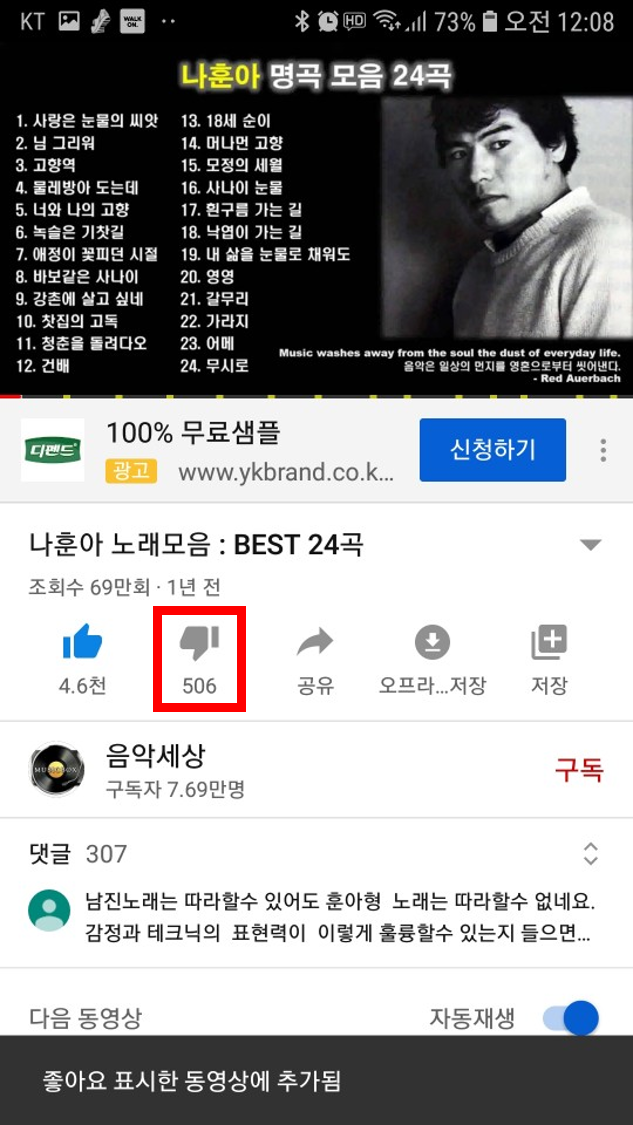 KT WALK ON. HD 73% 오전 12:08
나훈아 명곡 모음 24곡
1. 사랑은 눈물의 씨앗
2. 님 그리워
3. 고향역
4. 물레방아 도는데
5. 너와 나의 고향
6. 녹슬은 기찻길
7. 애정이 꽃피던 시절
8. 바보같은 사나이
9. 강촌에 살고 싶네
10. 찻집의 고독
11. 청춘을 돌려다오
12. 건배
13. 18세 순이
14. 머나먼 고향
15. 모정의 세월
16. 사나이 눈물
17. 흰구름 가는 길
18. 낙엽이 가는 길
19. 내 삶을 눈물로 채워도
20. 영영
21. 갈무리
22. 가라지
23. 어메
24. 무시로
Music washes away from the soul the dust of everyday life.
음악은 일상의 먼지를 영혼으로부터 씻어낸다.
- Red Auerbach
디펜드
100% 무료샘플
광고 www.ykbrand.co.k...
신청하기
나훈아 노래모음 : BEST 24곡
조회수 69만회 · 1년 전
4.6천 506 공유 오프라...저장 저장
MUSICBOX
음악세상
구독자 7.69만명
구독
댓글 307
남진노래는 따라할수 있어도 훈아형 노래는 따라할수 없네요.
감정과 테크닉의 표현력이 이렇게 훌륭할수 있는지 들으면...
다음 동영상 자동재생
좋아요 표시한 동영상에 추가됨